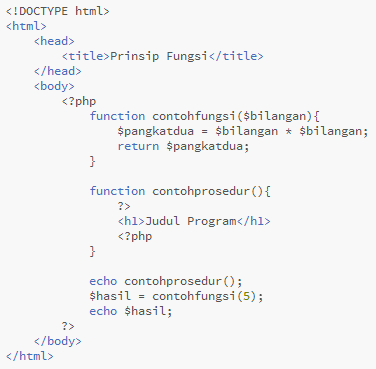 <!DOCTYPE html>
<html>
    <head>
        <title>Prinsip Fungsi</title>
    </head>
    <body>
        <?php
            function contohfungsi($bilangan){
                $pangkatdua = $bilangan * $bilangan;
                return $pangkatdua;
            }

            function contohprosedur(){
                ?>
                <h1>Judul Program</h1>
                <?php
            }

            echo contohprosedur();
            $hasil = contohfungsi(5);
            echo $hasil;
        ?>
    </body>
</html>